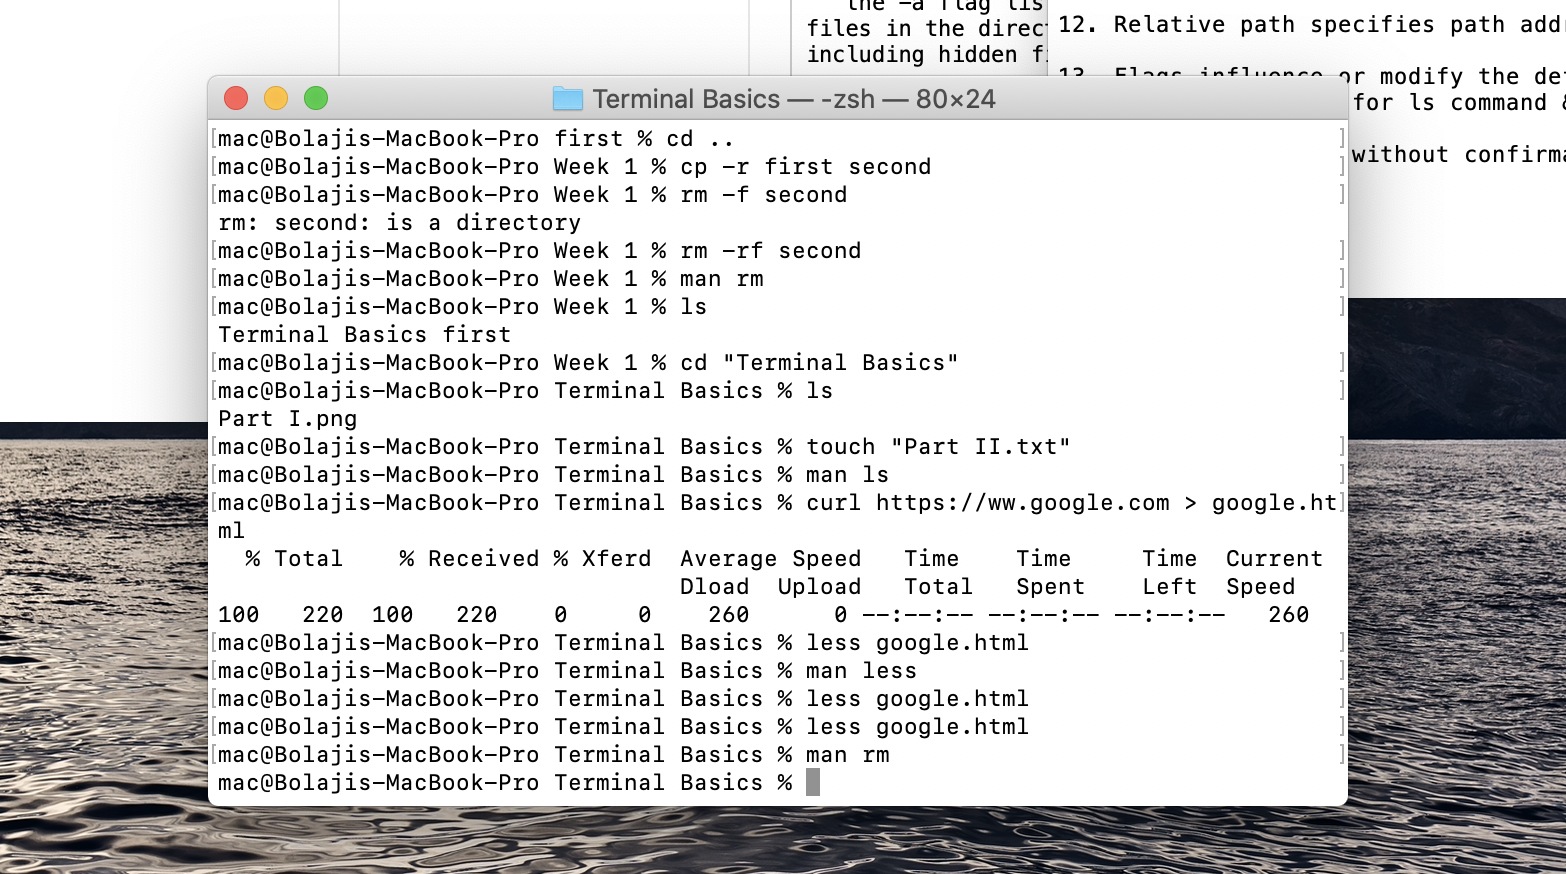 the -a flag lis
files in the direct
including hidden fi
12. Relative path specifies path add
13. Flags influence or modify the de
for ls command &
without confirma
Terminal Basics — -zsh — 80×24
[mac@Bolajis-MacBook-Pro first % cd .. ]
[mac@Bolajis-MacBook-Pro Week 1 % cp -r first second ]
[mac@Bolajis-MacBook-Pro Week 1 % rm -f second ]
rm: second: is a directory
[mac@Bolajis-MacBook-Pro Week 1 % rm -rf second ]
[mac@Bolajis-MacBook-Pro Week 1 % man rm ]
[mac@Bolajis-MacBook-Pro Week 1 % ls ]
Terminal Basics first
[mac@Bolajis-MacBook-Pro Week 1 % cd "Terminal Basics" ]
[mac@Bolajis-MacBook-Pro Terminal Basics % ls ]
Part I.png
[mac@Bolajis-MacBook-Pro Terminal Basics % touch "Part II.txt" ]
[mac@Bolajis-MacBook-Pro Terminal Basics % man ls ]
[mac@Bolajis-MacBook-Pro Terminal Basics % curl https://ww.google.com > google.ht]
ml
% Total % Received % Xferd Average Speed Time Time Time Current
Dload Upload Total Spent Left Speed
100 220 100 220 0 0 260 0 --:--:-- --:--:-- --:--:-- 260
[mac@Bolajis-MacBook-Pro Terminal Basics % less google.html ]
[mac@Bolajis-MacBook-Pro Terminal Basics % man less ]
[mac@Bolajis-MacBook-Pro Terminal Basics % less google.html ]
[mac@Bolajis-MacBook-Pro Terminal Basics % less google.html ]
[mac@Bolajis-MacBook-Pro Terminal Basics % man rm ]
mac@Bolajis-MacBook-Pro Terminal Basics %